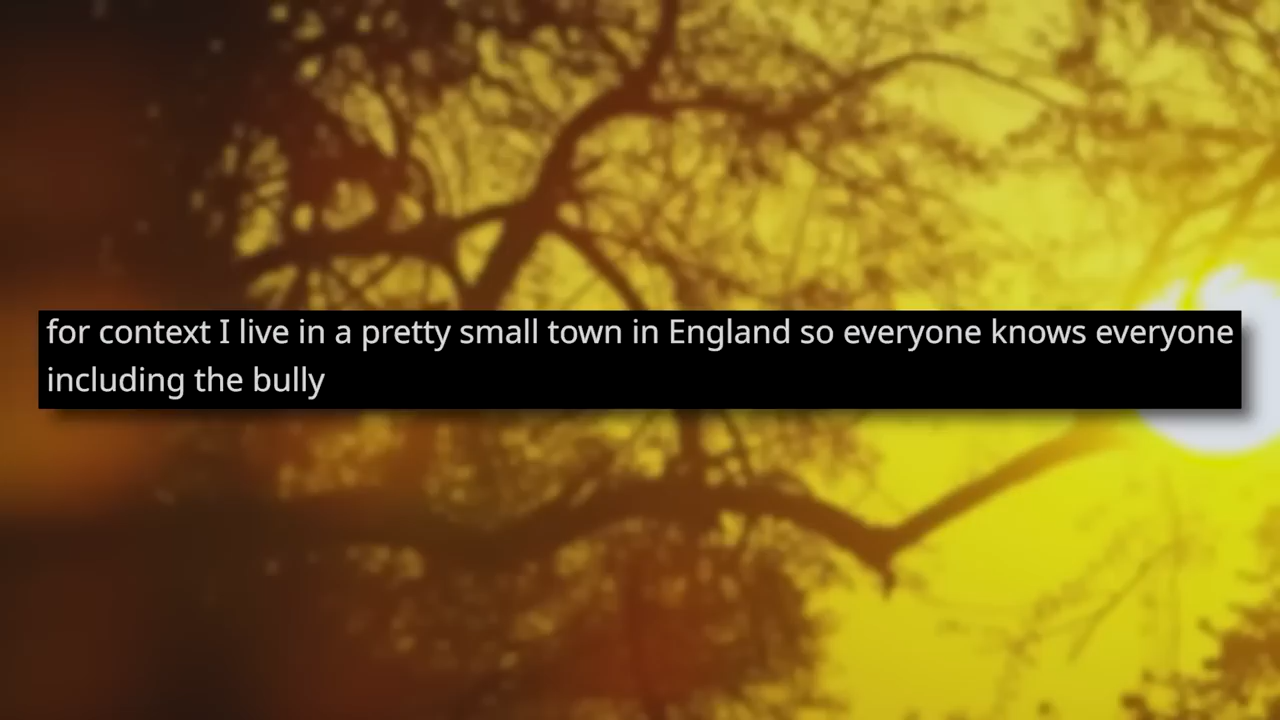 for context I live in a pretty small town in England so everyone knows everyone
including the bully